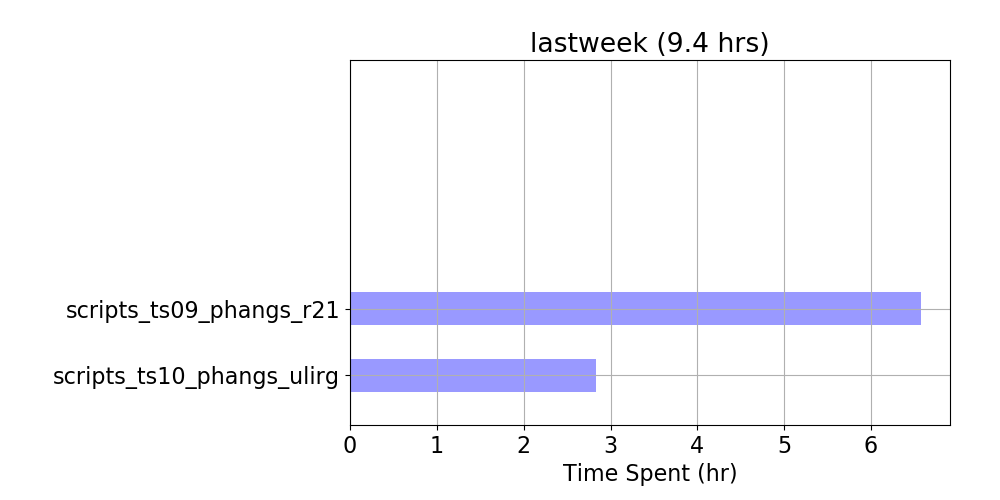 lastweek (9.4 hrs)
scripts_ts09_phangs_r21
scripts_ts10_phangs_ulirg
0 1 2 3 4 5 6
Time Spent (hr)